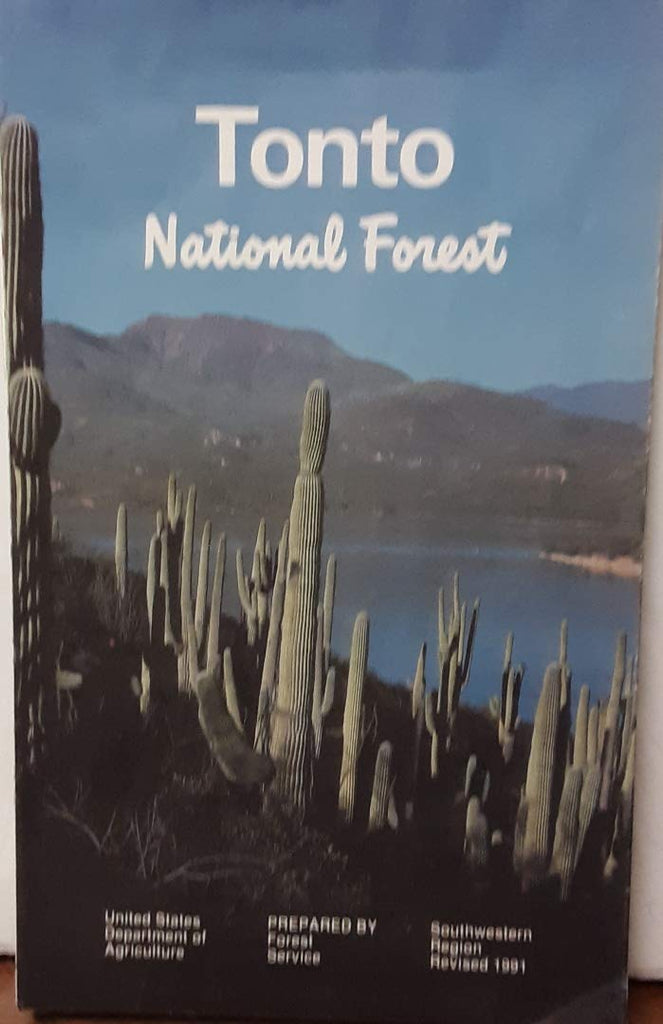 Tonto
National Forest
United States
Department of
Agriculture
PREPARED BY
Forest
Service
Southwestern
Region
Revised 1991